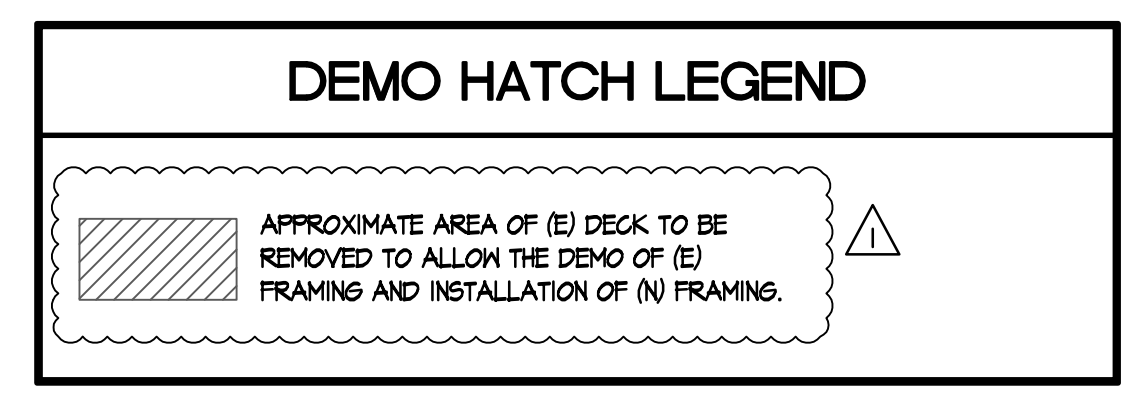 DEMO HATCH LEGEND
APPROXIMATE AREA OF (E) DECK TO BE
REMOVED TO ALLOW THE DEMO OF (E)
FRAMING AND INSTALLATION OF (N) FRAMING.
1